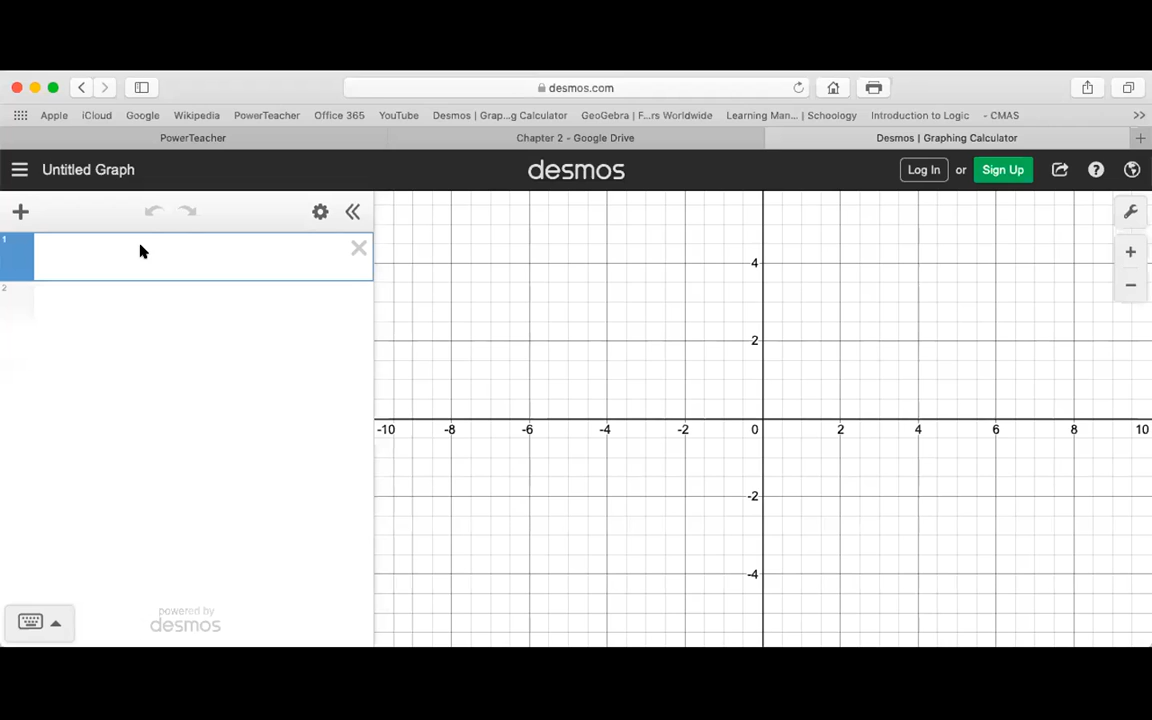 desmos.com
Apple iCloud Google Wikipedia PowerTeacher Office 365 YouTube Desmos | Grap...g Calculator GeoGebra | F...rs Worldwide Learning Man... | Schoology Introduction to Logic - CMAS >>
PowerTeacher Chapter 2 - Google Drive Desmos | Graphing Calculator +
Untitled Graph desmos Log In or Sign Up ?
+ «
1
2
+
−
4
2
-10 -8 -6 -4 -2 0 2 4 6 8 10
-2
-4
powered by
desmos